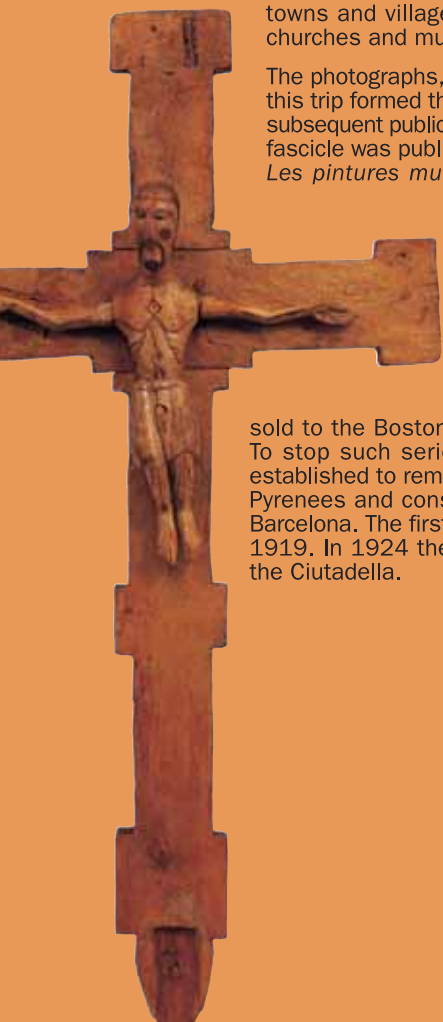 towns and village
churches and mu
The photographs,
this trip formed th
subsequent public
fascicle was publ
Les pintures mu
sold to the Boston
To stop such seri
established to rem
Pyrenees and cons
Barcelona. The first
1919. In 1924 the
the Ciutadella.